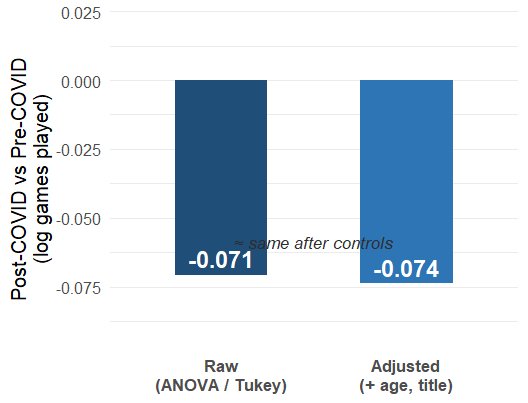 Post-COVID vs Pre-COVID
(log games played)
0.025
0.000
-0.025
-0.050
-0.075
≈ same after controls
-0.071
-0.074
Raw
(ANOVA / Tukey)
Adjusted
(+ age, title)